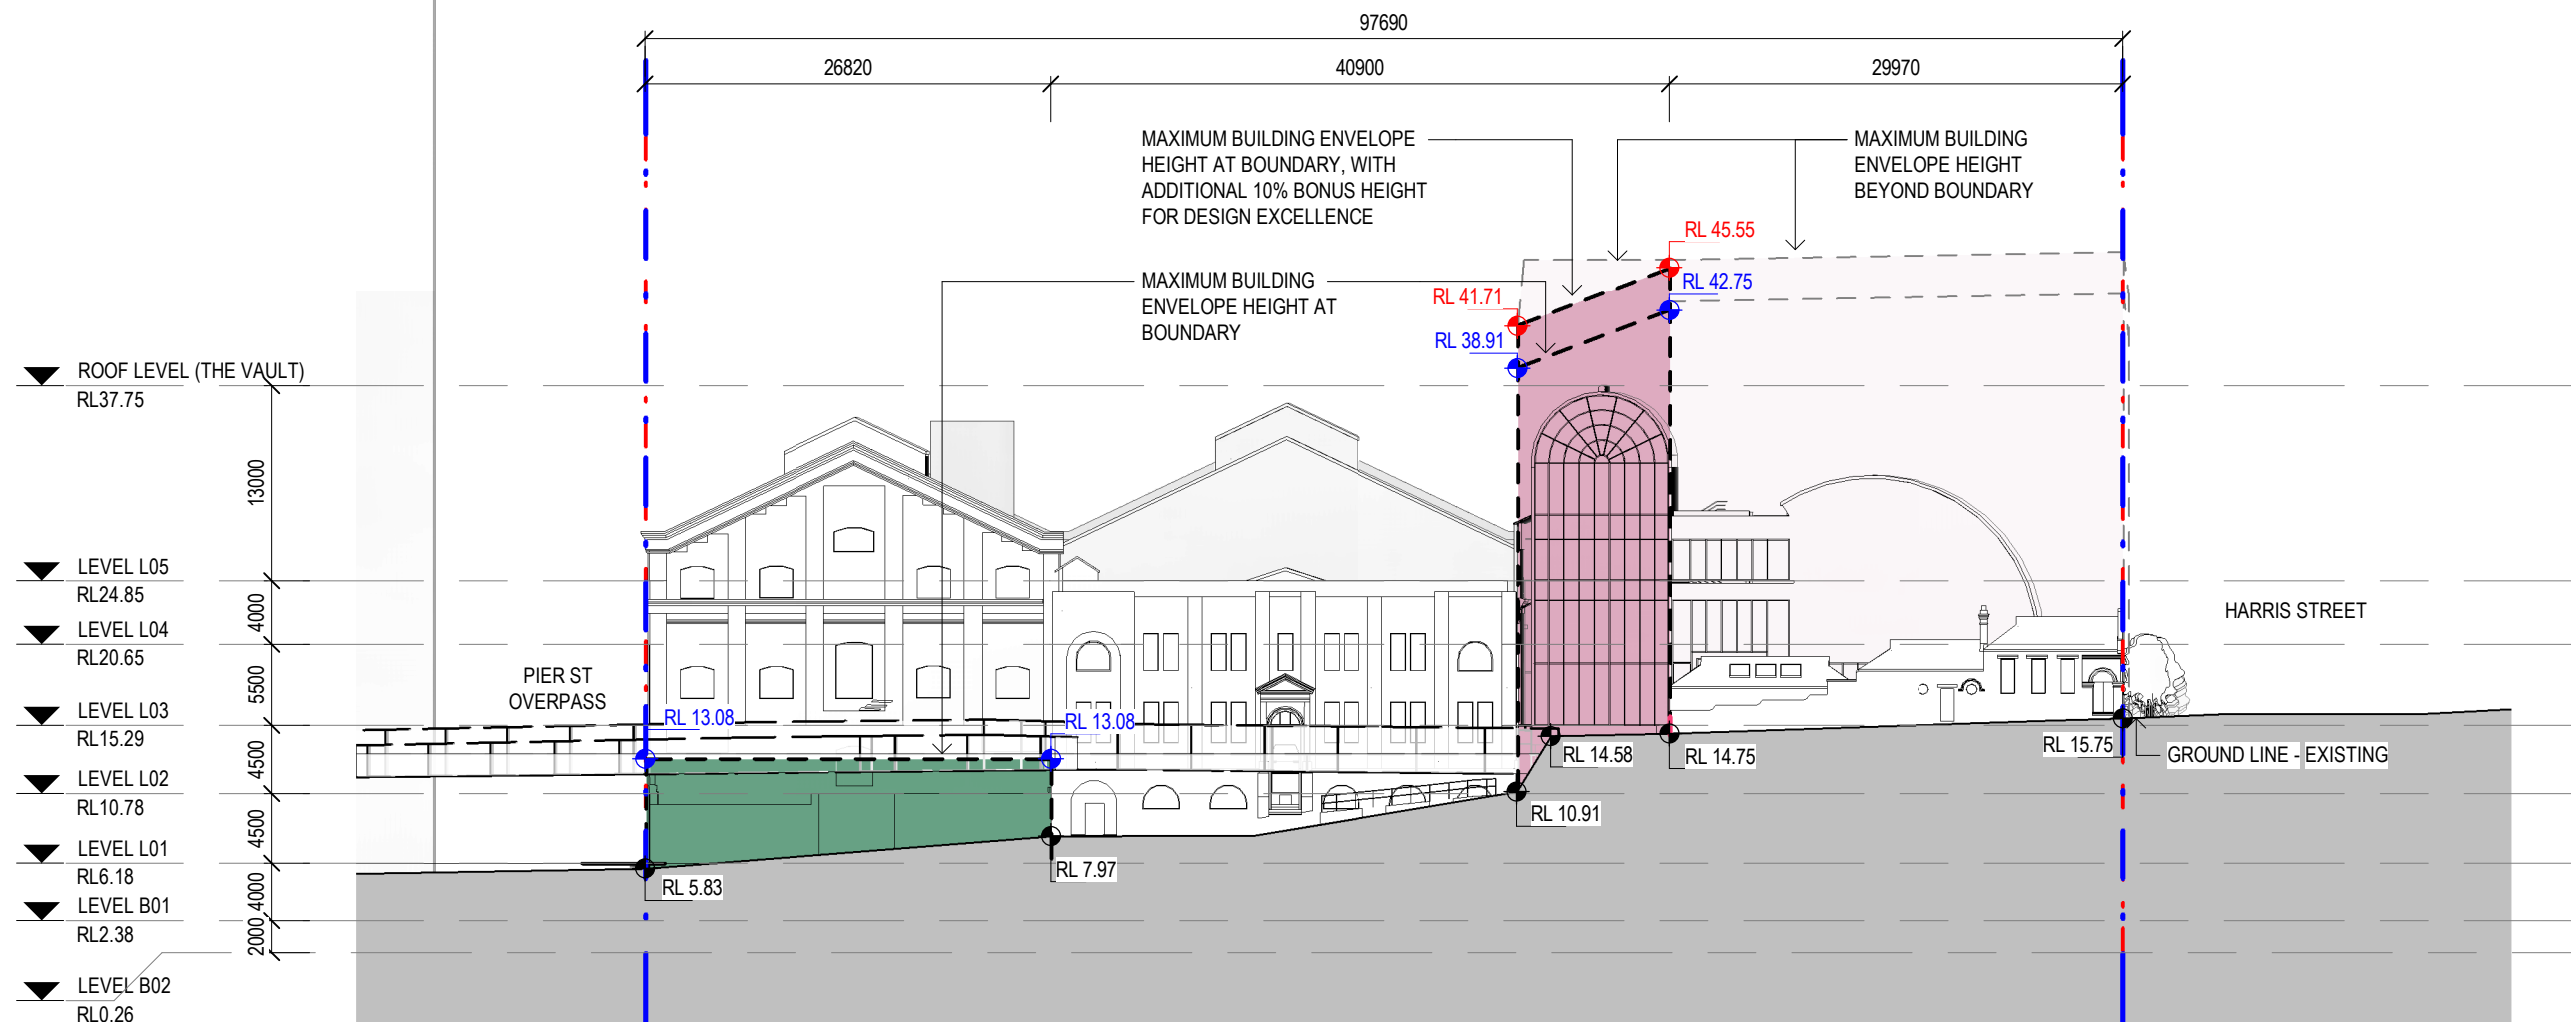 97690
26820
40900
29970
MAXIMUM BUILDING ENVELOPE
HEIGHT AT BOUNDARY, WITH
ADDITIONAL 10% BONUS HEIGHT
FOR DESIGN EXCELLENCE
MAXIMUM BUILDING
ENVELOPE HEIGHT
BEYOND BOUNDARY
RL 45.55
MAXIMUM BUILDING
ENVELOPE HEIGHT AT
BOUNDARY
RL 42.75
RL 41.71
RL 38.91
ROOF LEVEL (THE VAULT)
RL37.75
13000
LEVEL L05
RL24.85
4000
LEVEL L04
RL20.65
5500
LEVEL L03
RL15.29
4500
LEVEL L02
RL10.78
4500
LEVEL L01
RL6.18
4000
LEVEL B01
RL2.38
2000
LEVEL B02
RL0.26
PIER ST
OVERPASS
HARRIS STREET
RL 13.08
RL 13.08
RL 14.58
RL 14.75
RL 15.75
GROUND LINE - EXISTING
RL 10.91
RL 7.97
RL 5.83